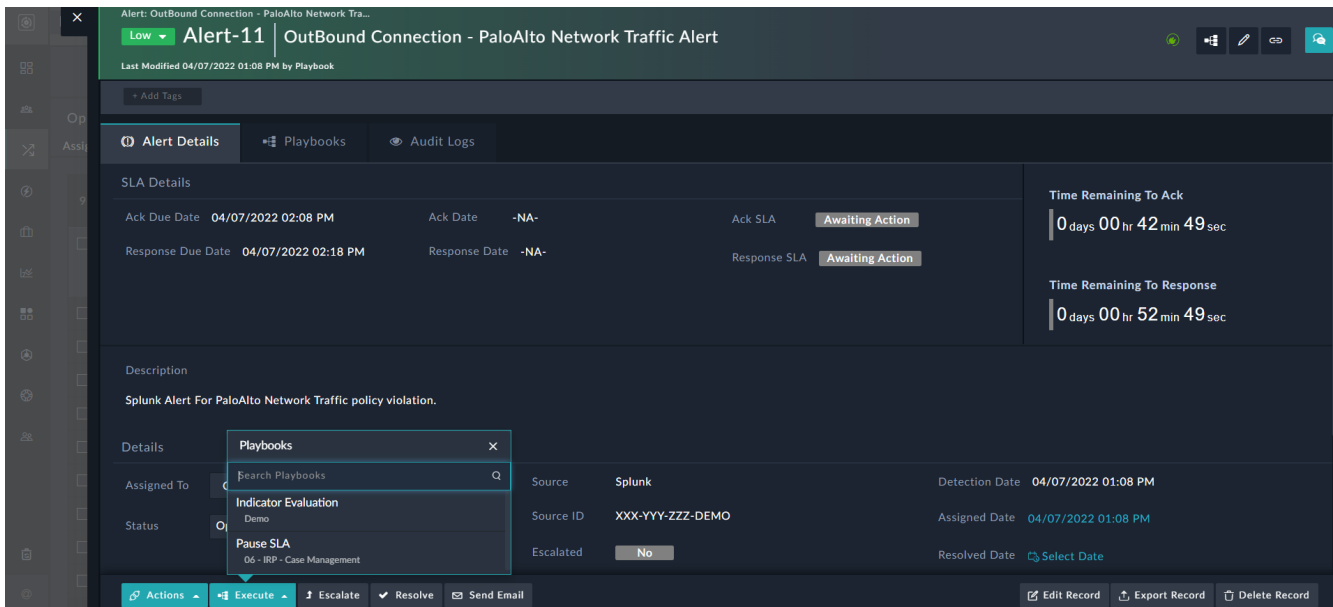 Alert: OutBound Connection - PaloAlto Network Tra...
Low Alert-11 OutBound Connection - PaloAlto Network Traffic Alert
Last Modified 04/07/2022 01:08 PM by Playbook
+ Add Tags
Op
Assi
9
Alert Details Playbooks Audit Logs
SLA Details
Ack Due Date 04/07/2022 02:08 PM Ack Date -NA- Ack SLA Awaiting Action
Response Due Date 04/07/2022 02:18 PM Response Date -NA- Response SLA Awaiting Action
Time Remaining To Ack
0 days 00 hr 42 min 49 sec
Time Remaining To Response
0 days 00 hr 52 min 49 sec
Description
Splunk Alert For PaloAlto Network Traffic policy violation.
Details
Playbooks
Search Playbooks
Indicator Evaluation
Demo
Pause SLA
06 - IRP - Case Management
Assigned To
Status Op
Source Splunk
Source ID XXX-YYY-ZZZ-DEMO
Escalated No
Detection Date 04/07/2022 01:08 PM
Assigned Date 04/07/2022 01:08 PM
Resolved Date Select Date
Actions Execute Escalate Resolve Send Email Edit Record Export Record Delete Record